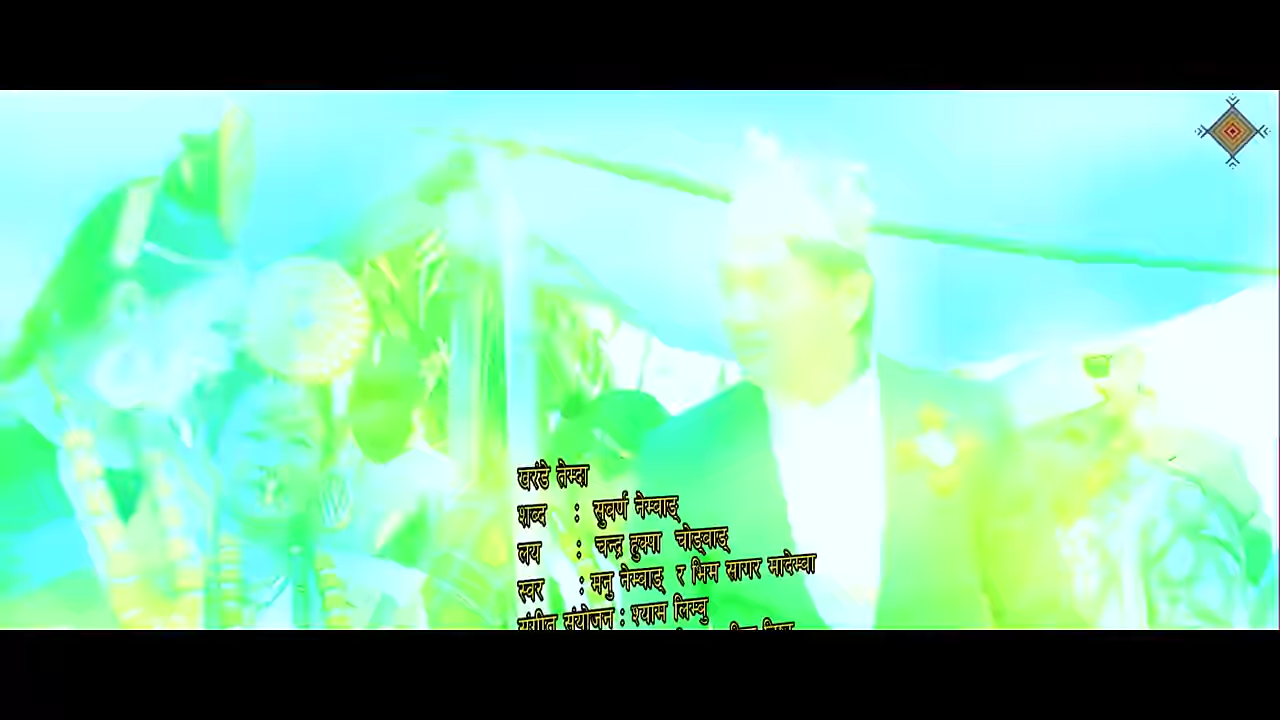 खरंडे तेम्दा
शब्द : सुवर्ण नेम्वाङ्
लय : चन्द्र हुक्पा चोङ्वाङ्
स्वर : मनु नेम्वाङ् र भिम सागर मादेम्वा
संगीत संयोजन : श्याम लिम्वु